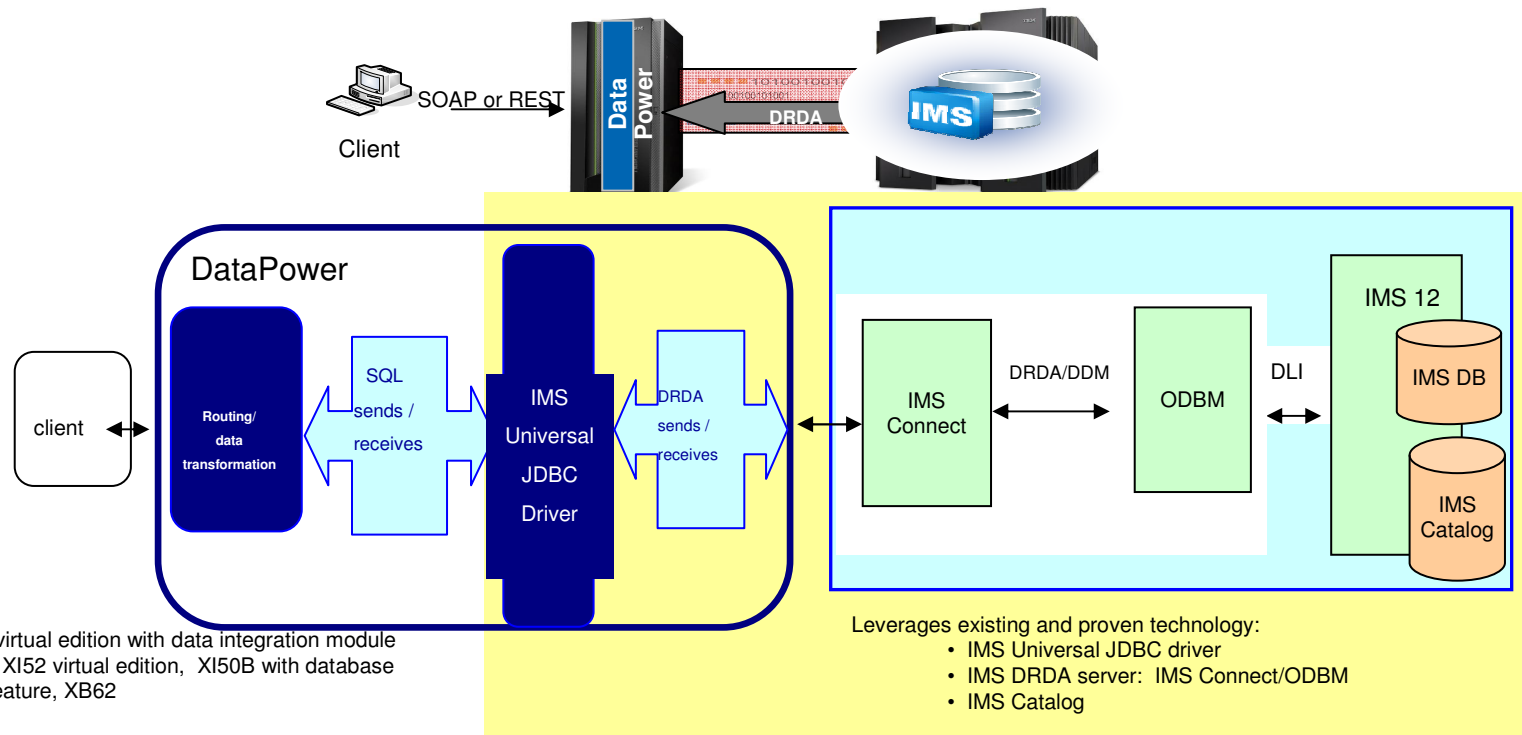 SOAP or REST
Client
Data
Power
101001001
00100101001
DRDA
IMS
DataPower
client
Routing/
data
transformation
SQL
sends /
receives
IMS
Universal
JDBC
Driver
DRDA
sends /
receives
IMS
Connect
DRDA/DDM
ODBM
DLI
IMS 12
IMS DB
IMS
Catalog
virtual edition with data integration module
XI52 virtual edition, XI50B with database
eature, XB62
Leverages existing and proven technology:
• IMS Universal JDBC driver
• IMS DRDA server: IMS Connect/ODBM
• IMS Catalog